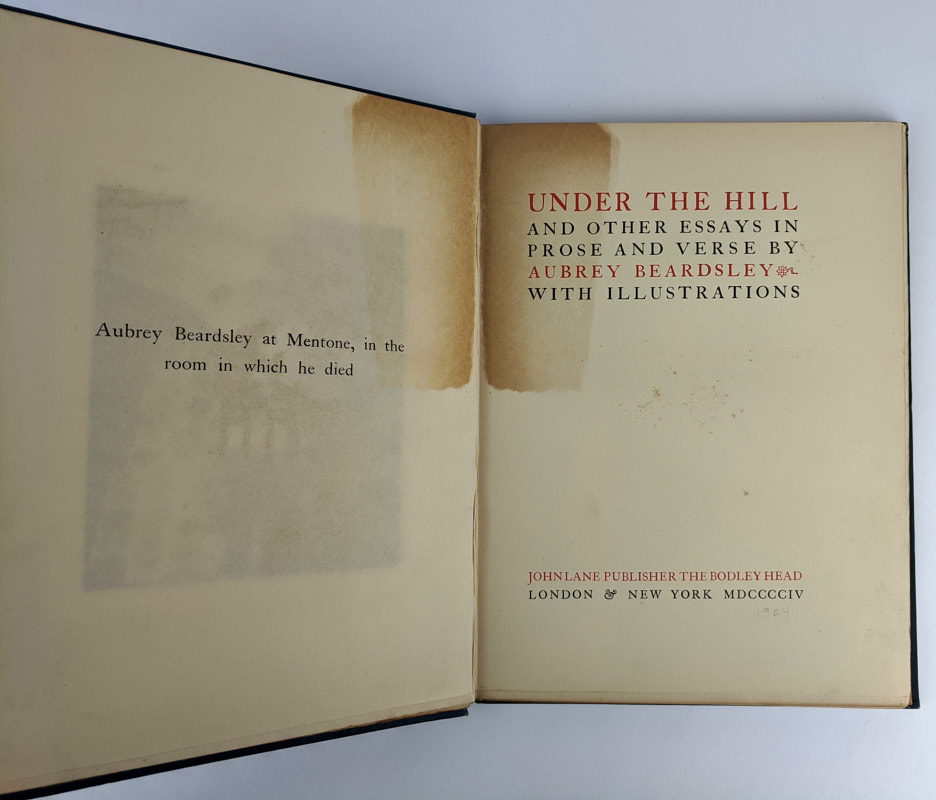 Aubrey Beardsley at Mentone, in the
room in which he died
UNDER THE HILL
AND OTHER ESSAYS IN
PROSE AND VERSE BY
AUBREY BEARDSLEY
WITH ILLUSTRATIONS
JOHN LANE PUBLISHER THE BODLEY HEAD
LONDON & NEW YORK MDCCCCIV
1904